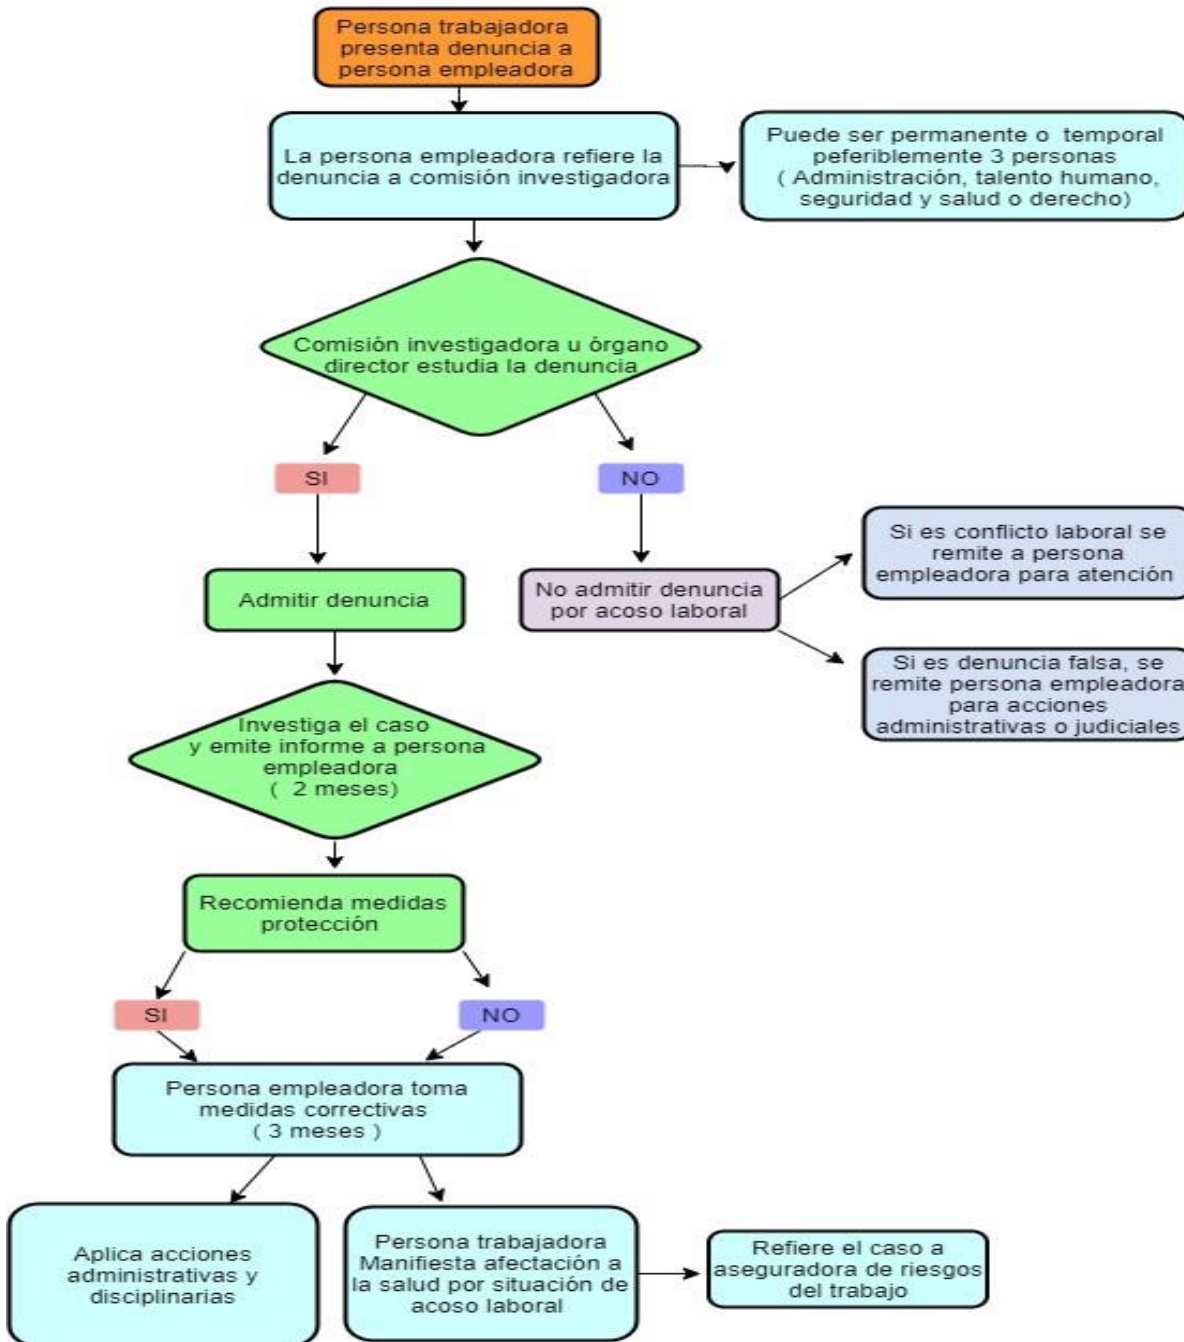 Persona trabajadora
presenta denuncia a
persona empleadora
La persona empleadora refiere la
denuncia a comisión investigadora
Puede ser permanente o temporal
peferiblemente 3 personas
( Administración, talento humano,
seguridad y salud o derecho)
Comisión investigadora u órgano
director estudia la denuncia
SI
NO
Admitir denuncia
No admitir denuncia
por acoso laboral
Si es conflicto laboral se
remite a persona
empleadora para atención
Si es denuncia falsa, se
remite persona empleadora
para acciones
administrativas o judiciales
Investiga el caso
y emite informe a persona
empleadora
( 2 meses)
Recomienda medidas
protección
SI
NO
Persona empleadora toma
medidas correctivas
( 3 meses )
Aplica acciones
administrativas y
disciplinarias
Persona trabajadora
Manifiesta afectación a
la salud por situación de
acoso laboral
Refiere el caso a
aseguradora de riesgos
del trabajo